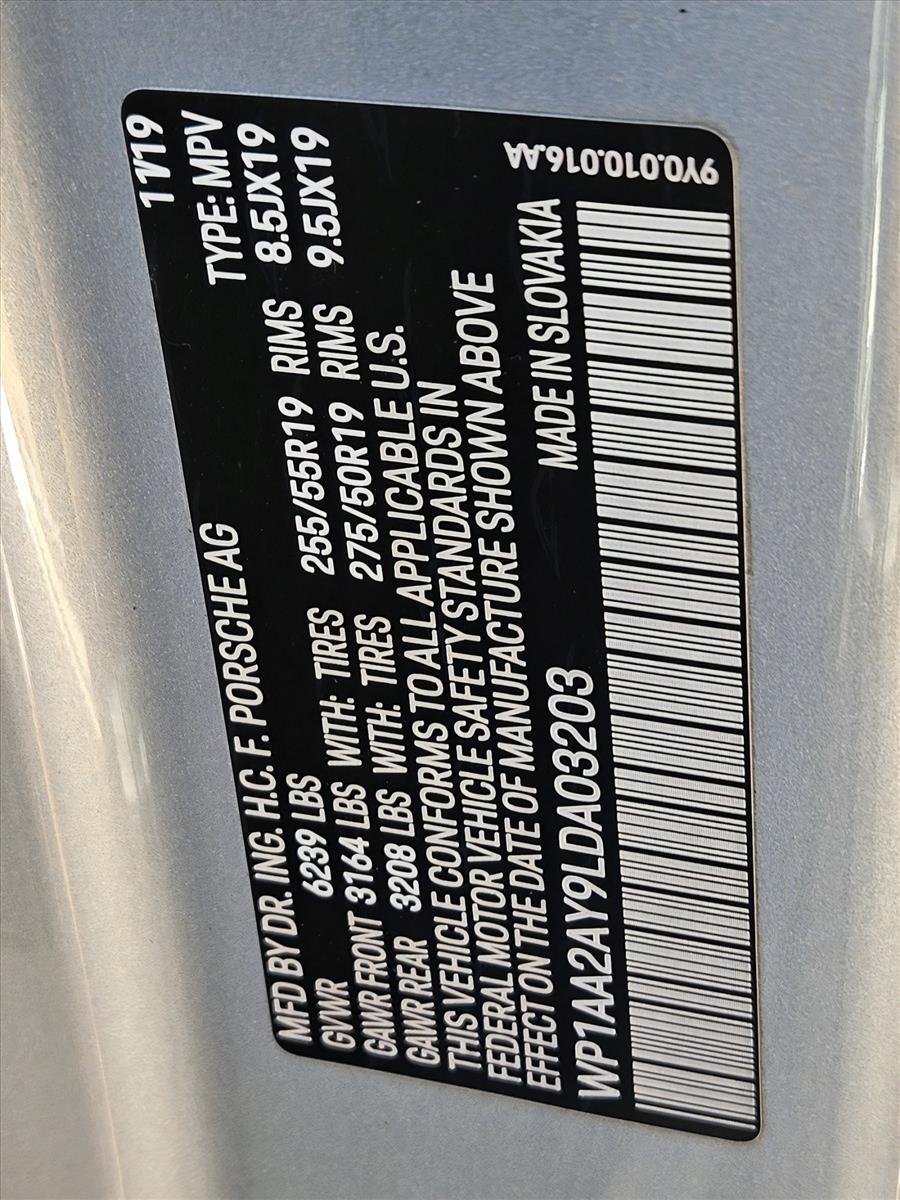 11/19
MFD BY DR. ING. H.C. F. PORSCHE AG
GVWR 6239 LBS TYPE: MPV
GAWR FRONT 3164 LBS WITH: TIRES 255/55R19 RIMS 8.5JX19
GAWR REAR 3208 LBS WITH: TIRES 275/50R19 RIMS 9.5JX19
THIS VEHICLE CONFORMS TO ALL APPLICABLE U.S.
FEDERAL MOTOR VEHICLE SAFETY STANDARDS IN
EFFECT ON THE DATE OF MANUFACTURE SHOWN ABOVE
WP1AA2AY9LDA03203 MADE IN SLOVAKIA
9Y0.010.016.AA